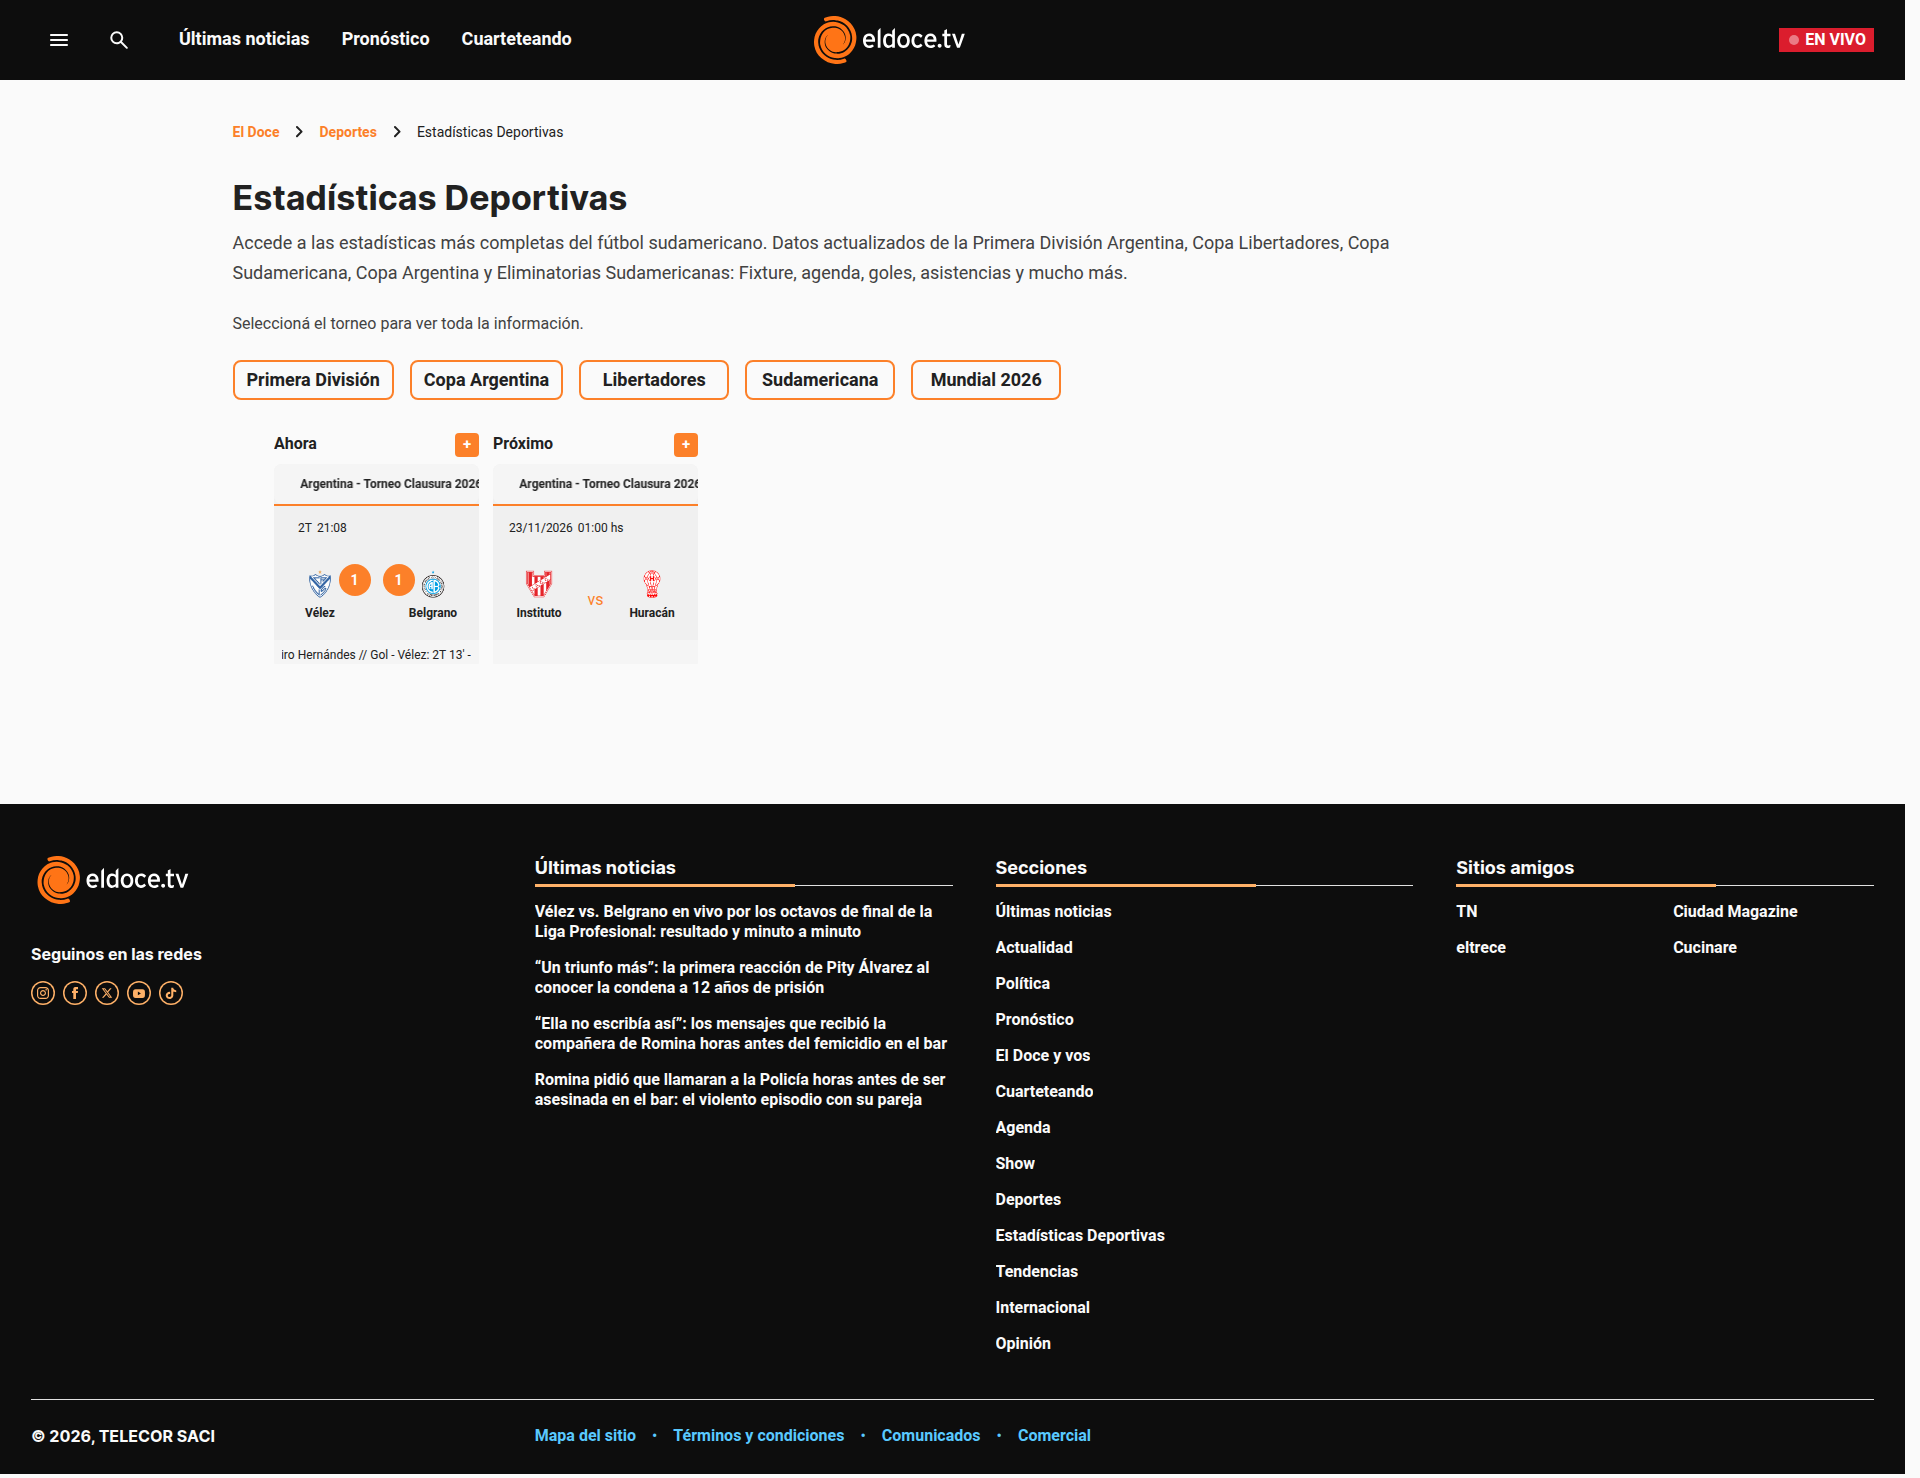 Últimas noticias Pronóstico Cuarteteando eldoce.tv EN VIVO
El Doce Deportes Estadísticas Deportivas
Estadísticas Deportivas
Accede a las estadísticas más completas del fútbol sudamericano. Datos actualizados de la Primera División Argentina, Copa Libertadores, Copa
Sudamericana, Copa Argentina y Eliminatorias Sudamericanas: Fixture, agenda, goles, asistencias y mucho más.
Seleccioná el torneo para ver toda la información.
Primera División Copa Argentina Libertadores Sudamericana Mundial 2026
Ahora + Próximo +
Argentina - Torneo Clausura 2026 Argentina - Torneo Clausura 2026
2T 21:08 23/11/2026 01:00 hs
1 1
Vélez Belgrano Instituto VS Huracán
iro Hernándes // Gol - Vélez: 2T 13' -
eldoce.tv
Seguinos en las redes
Últimas noticias
Vélez vs. Belgrano en vivo por los octavos de final de la
Liga Profesional: resultado y minuto a minuto
“Un triunfo más”: la primera reacción de Pity Álvarez al
conocer la condena a 12 años de prisión
“Ella no escribía así”: los mensajes que recibió la
compañera de Romina horas antes del femicidio en el bar
Romina pidió que llamaran a la Policía horas antes de ser
asesinada en el bar: el violento episodio con su pareja
Secciones
Últimas noticias
Actualidad
Política
Pronóstico
El Doce y vos
Cuarteteando
Agenda
Show
Deportes
Estadísticas Deportivas
Tendencias
Internacional
Opinión
Sitios amigos
TN Ciudad Magazine
eltrece Cucinare
© 2026, TELECOR SACI
Mapa del sitio • Términos y condiciones • Comunicados • Comercial